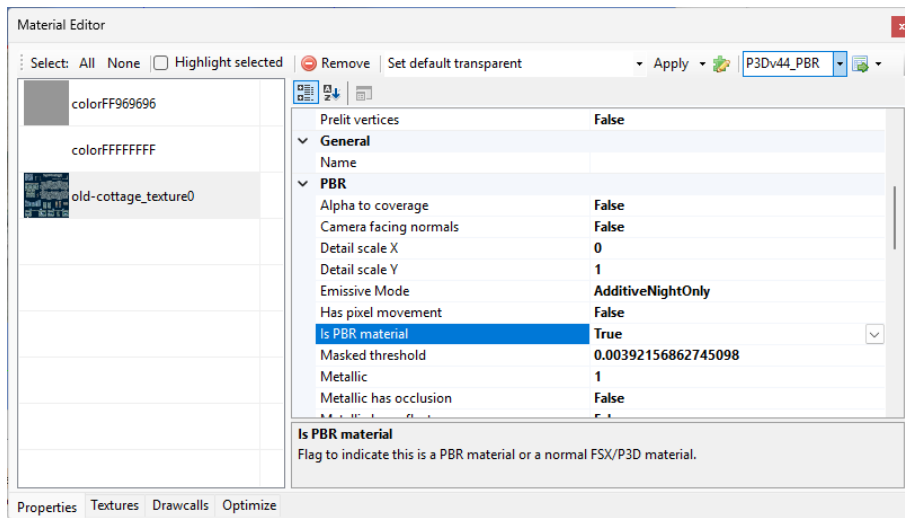 Material Editor
Select: All None Highlight selected Remove Set default transparent Apply P3Dv44_PBR
colorFF969696
colorFFFFFFFF
old-cottage_texture0
Prelit vertices False
General
Name
PBR
Alpha to coverage False
Camera facing normals False
Detail scale X 0
Detail scale Y 1
Emissive Mode AdditiveNightOnly
Has pixel movement False
Is PBR material True
Masked threshold 0.00392156862745098
Metallic 1
Metallic has occlusion False
Is PBR material
Flag to indicate this is a PBR material or a normal FSX/P3D material.
Properties Textures Drawcalls Optimize